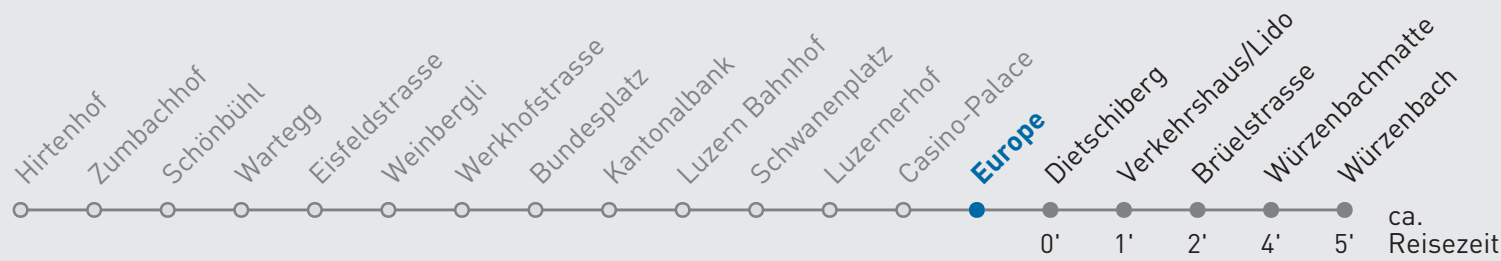 Hirtenhof
Zumbachhof
Schönbühl
Wartegg
Eisfeldstrasse
Weinbergli
Werkhofstrasse
Bundesplatz
Kantonalbank
Luzern Bahnhof
Schwanenplatz
Luzernerhof
Casino-Palace
Europe
Dietschiberg
Verkehrshaus/Lido
Brüelstrasse
Würzenbachmatte
Würzenbach
0' 1' 2' 4' 5'
ca.
Reisezeit